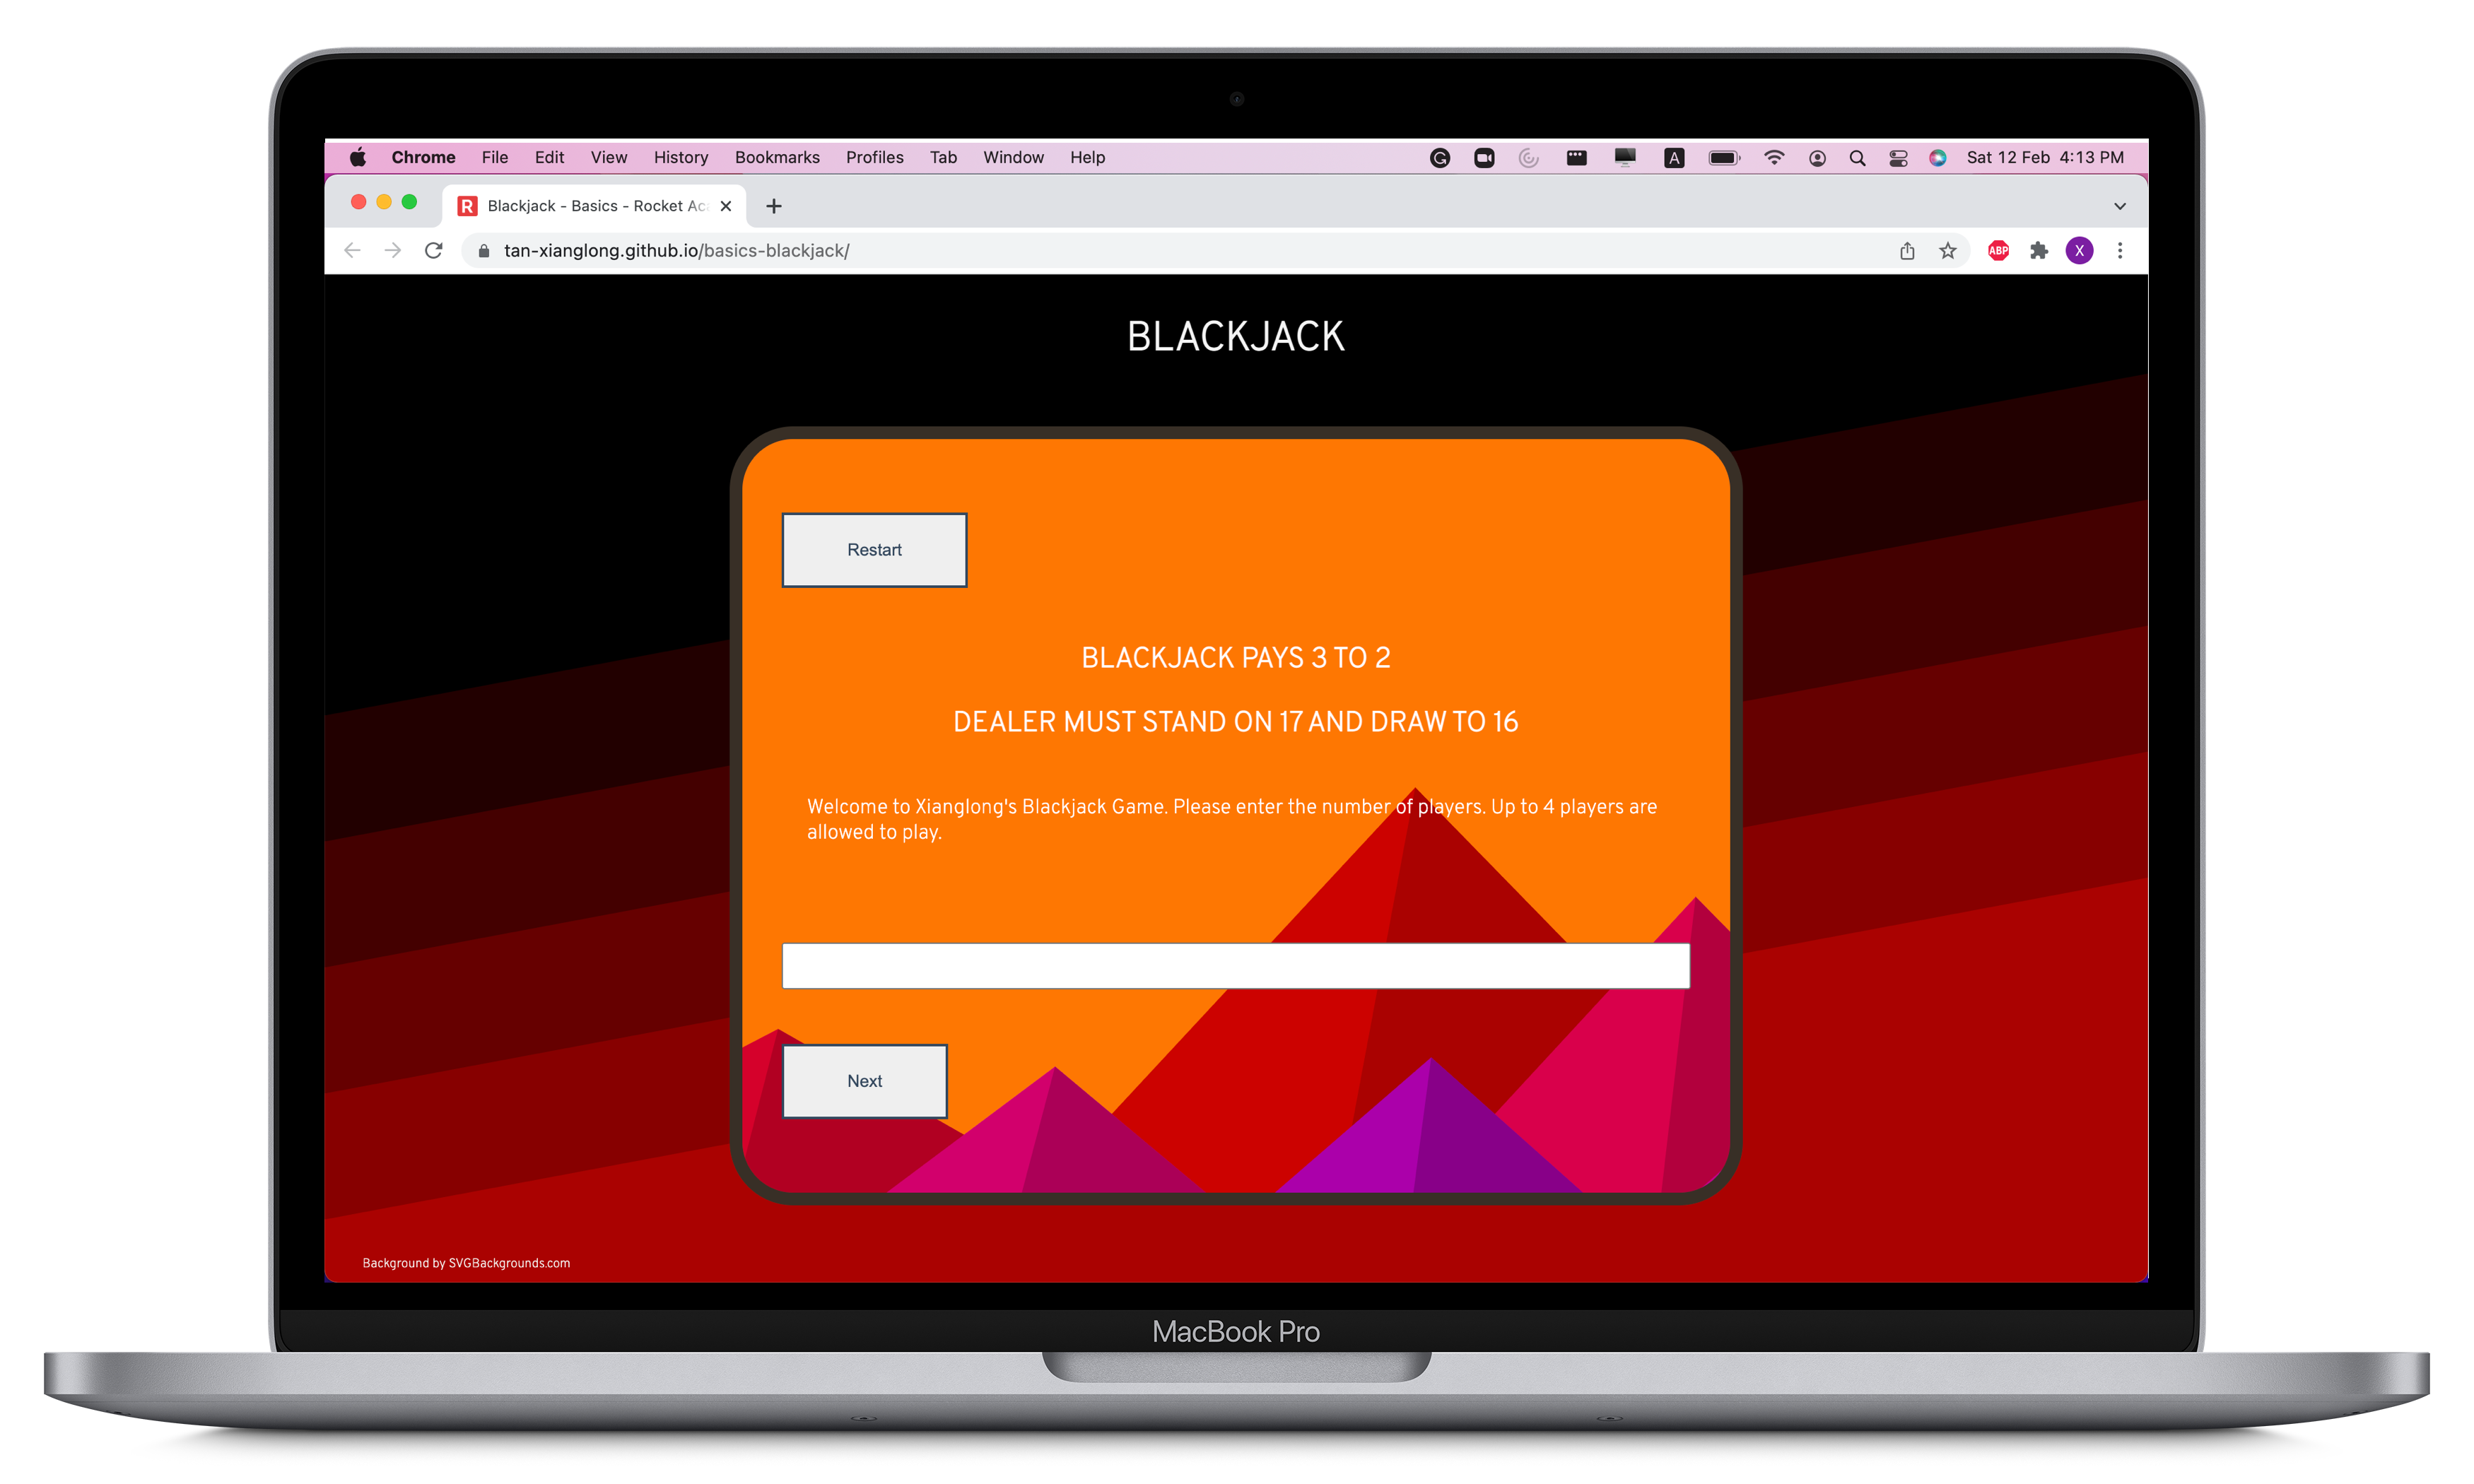 Chrome File Edit View History Bookmarks Profiles Tab Window Help A Sat 12 Feb 4:13 PM
R Blackjack - Basics - Rocket Ac
tan-xianglong.github.io/basics-blackjack/ ABP X
BLACKJACK
Restart
BLACKJACK PAYS 3 TO 2
DEALER MUST STAND ON 17 AND DRAW TO 16
Welcome to Xianglong's Blackjack Game. Please enter the number of players. Up to 4 players are
allowed to play.
Next
Background by SVGBackgrounds.com
MacBook Pro